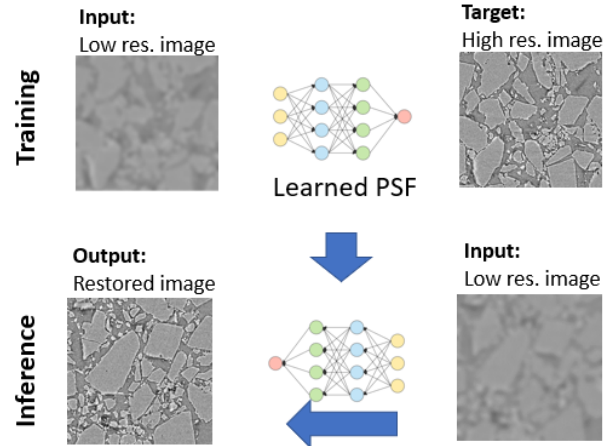 Input:
Low res. image
Target:
High res. image
Training
Learned PSF
Output:
Restored image
Input:
Low res. image
Inference